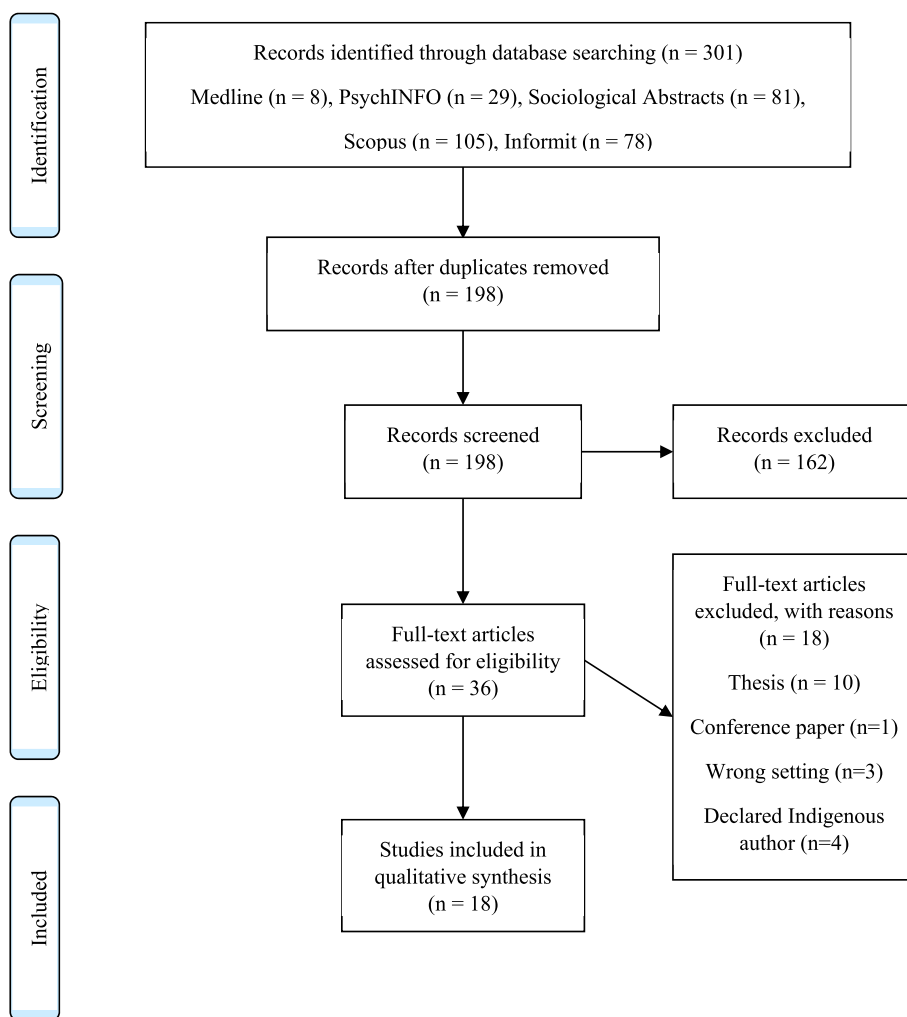 Identification
Records identified through database searching (n = 301)
Medline (n = 8), PsychINFO (n = 29), Sociological Abstracts (n = 81),
Scopus (n = 105), Informit (n = 78)
Screening
Records after duplicates removed
(n = 198)
Records screened
(n = 198)
Records excluded
(n = 162)
Eligibility
Full-text articles
assessed for eligibility
(n = 36)
Full-text articles
excluded, with reasons
(n = 18)
Thesis (n = 10)
Conference paper (n=1)
Wrong setting (n=3)
Declared Indigenous
author (n=4)
Included
Studies included in
qualitative synthesis
(n = 18)